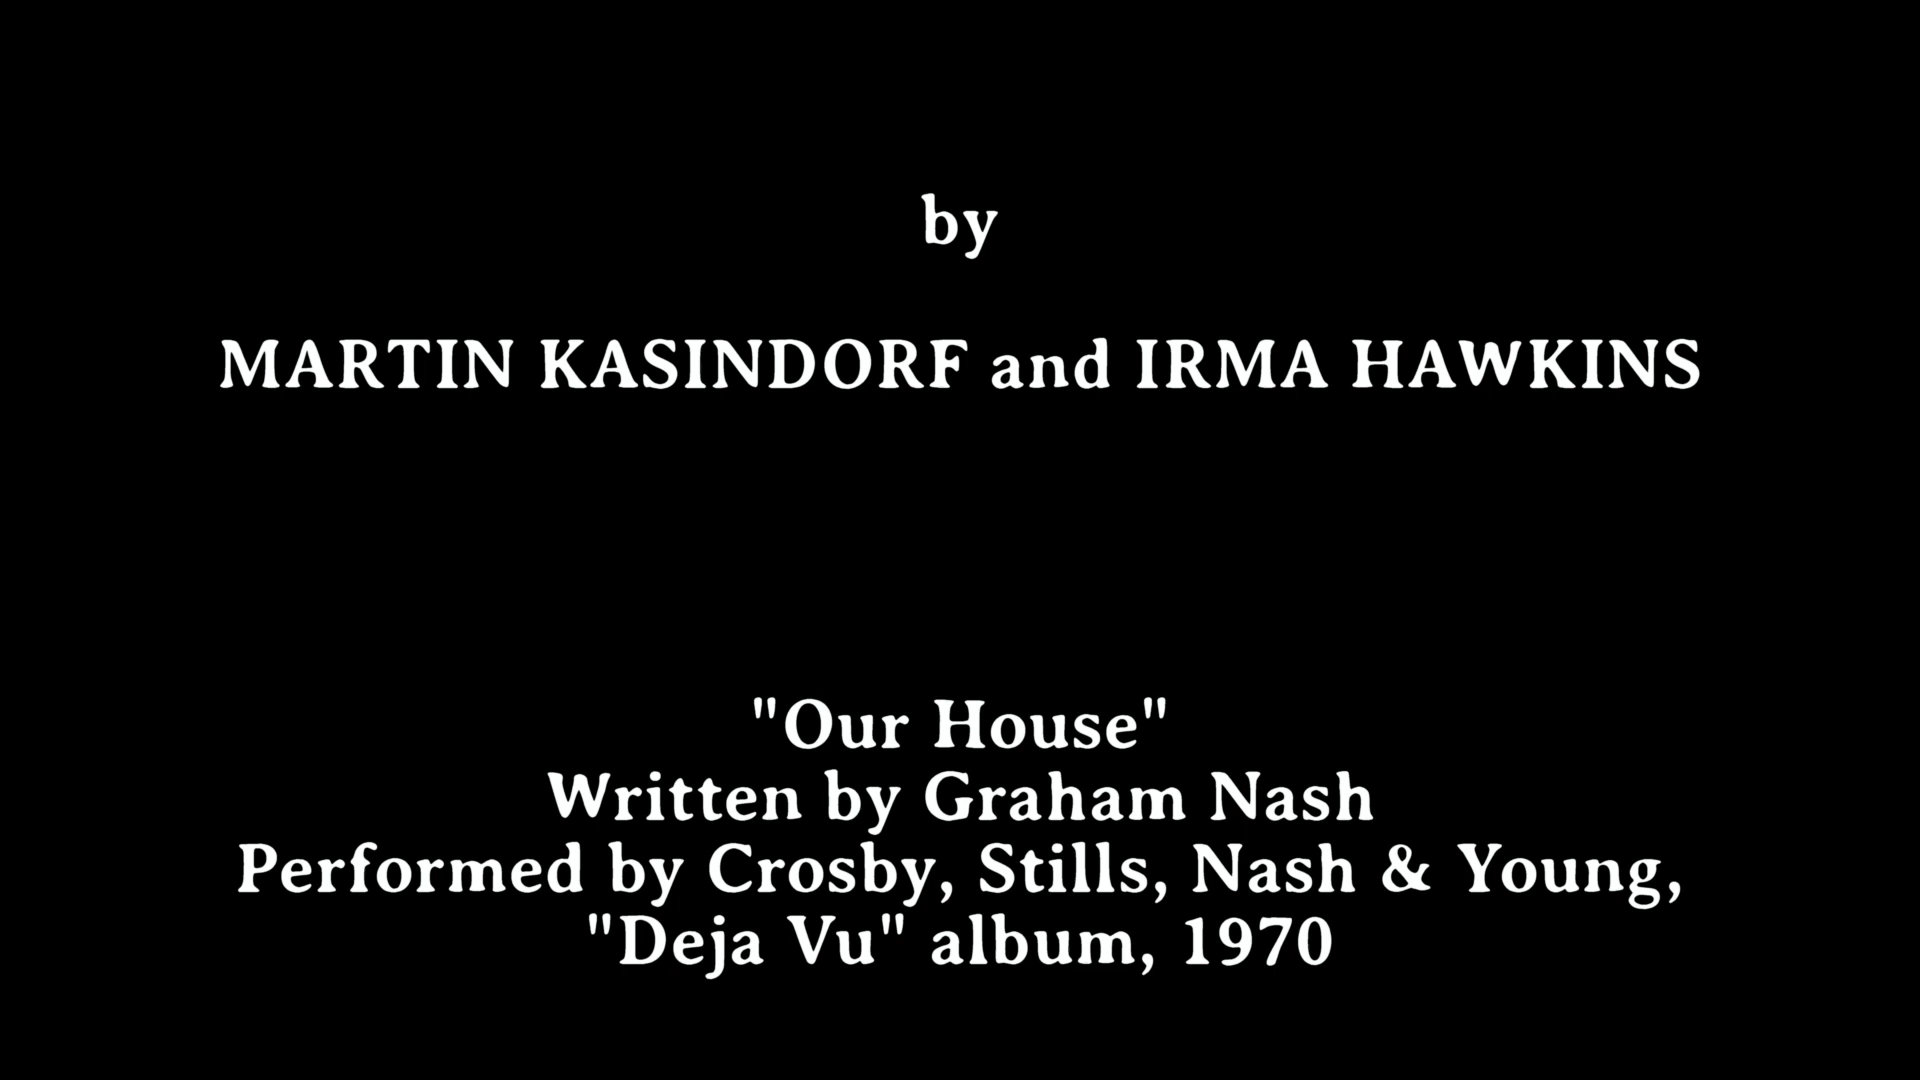 by
MARTIN KASINDORF and IRMA HAWKINS
"Our House"
Written by Graham Nash
Performed by Crosby, Stills, Nash & Young,
"Deja Vu" album, 1970